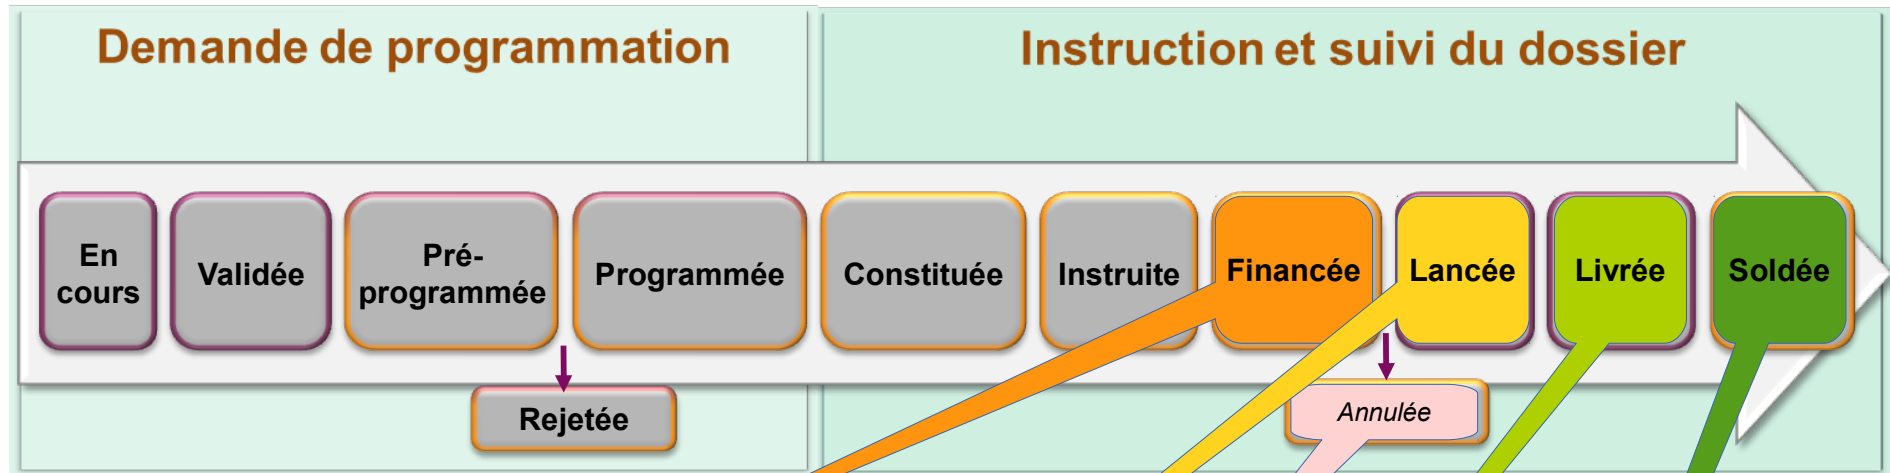 Demande de programmation
Instruction et suivi du dossier
En
cours
Validée
Pré-
programmée
Programmée
Constituée
Instruite
Financée
Lancée
Livrée
Soldée
Rejetée
Annulée